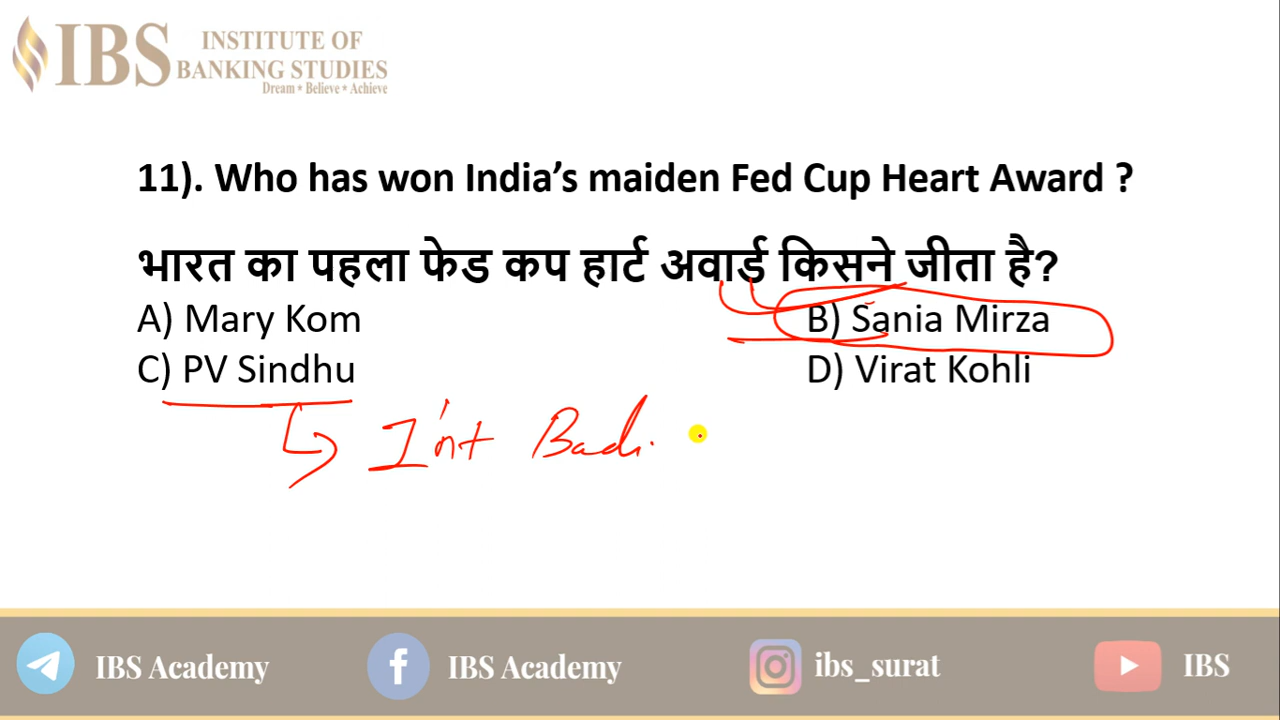 IBS INSTITUTE OF
BANKING STUDIES
Dream * Believe * Achieve
11). Who has won India’s maiden Fed Cup Heart Award ?
भारत का पहला फेड कप हार्ट अवार्ड किसने जीता है?
A) Mary Kom B) Sania Mirza
C) PV Sindhu D) Virat Kohli
I'nt Badi.
IBS Academy IBS Academy ibs_surat IBS